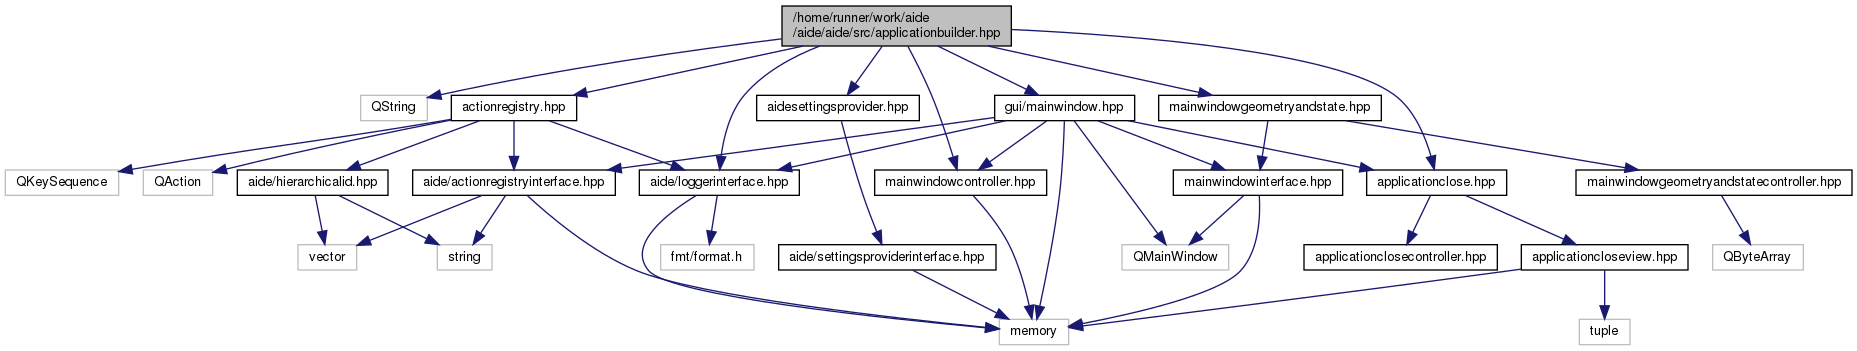 /home/runner/work/aide
/aide/aide/src/applicationbuilder.hpp
QString
actionregistry.hpp
aidesettingsprovider.hpp
gui/mainwindow.hpp
mainwindowgeometryandstate.hpp
QKeySequence
QAction
aide/hierarchicalid.hpp
aide/actionregistryinterface.hpp
aide/loggerinterface.hpp
mainwindowcontroller.hpp
mainwindowinterface.hpp
applicationclose.hpp
mainwindowgeometryandstatecontroller.hpp
vector
string
fmt/format.h
aide/settingsproviderinterface.hpp
QMainWindow
applicationclosecontroller.hpp
applicationcloseview.hpp
QByteArray
memory
tuple